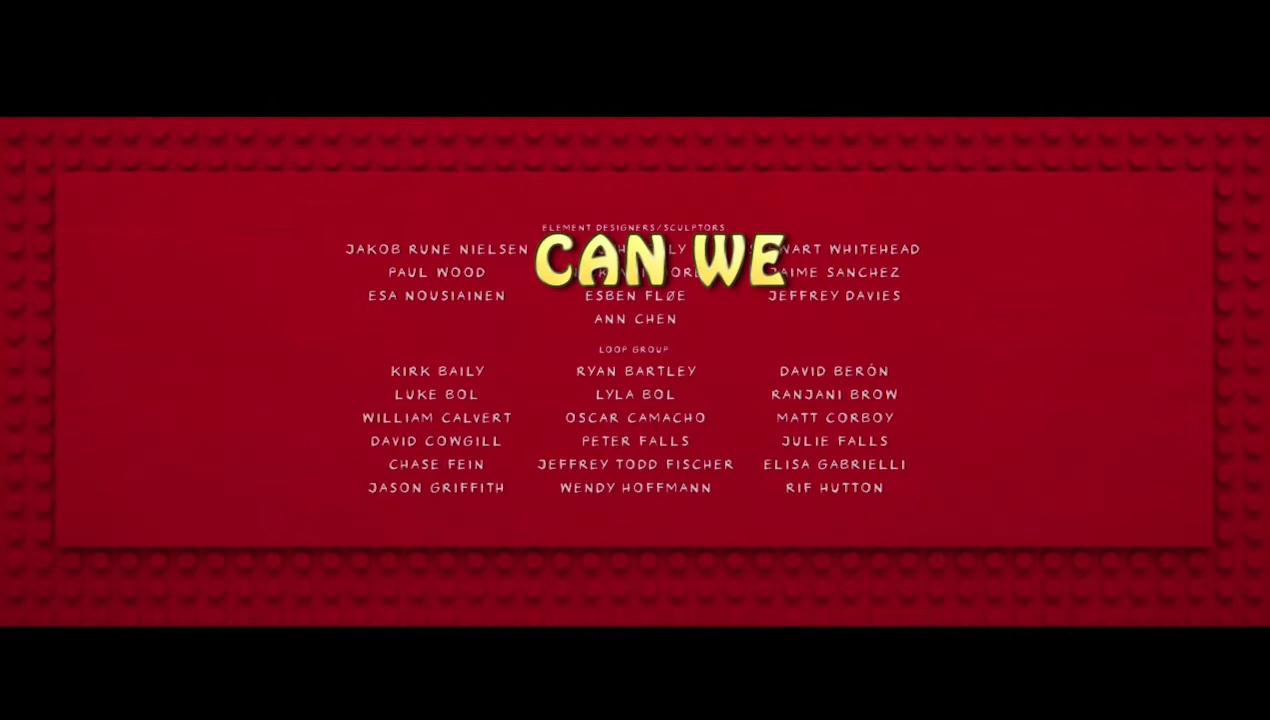 ELEMENT DESIGNERS/SCULPTORS
CAN WE
JAKOB RUNE NIELSEN WHITEHEAD
PAUL WOOD JAIME SANCHEZ
ESA NOUSIAINEN ESBEN FLØE JEFFREY DAVIES
ANN CHEN
LOOP GROUP
KIRK BAILY RYAN BARTLEY DAVID BERÓN
LUKE BOL LYLA BOL RANJANI BROW
WILLIAM CALVERT OSCAR CAMACHO MATT CORBOY
DAVID COWGILL PETER FALLS JULIE FALLS
CHASE FEIN JEFFREY TODD FISCHER ELISA GABRIELLI
JASON GRIFFITH WENDY HOFFMANN RIF HUTTON